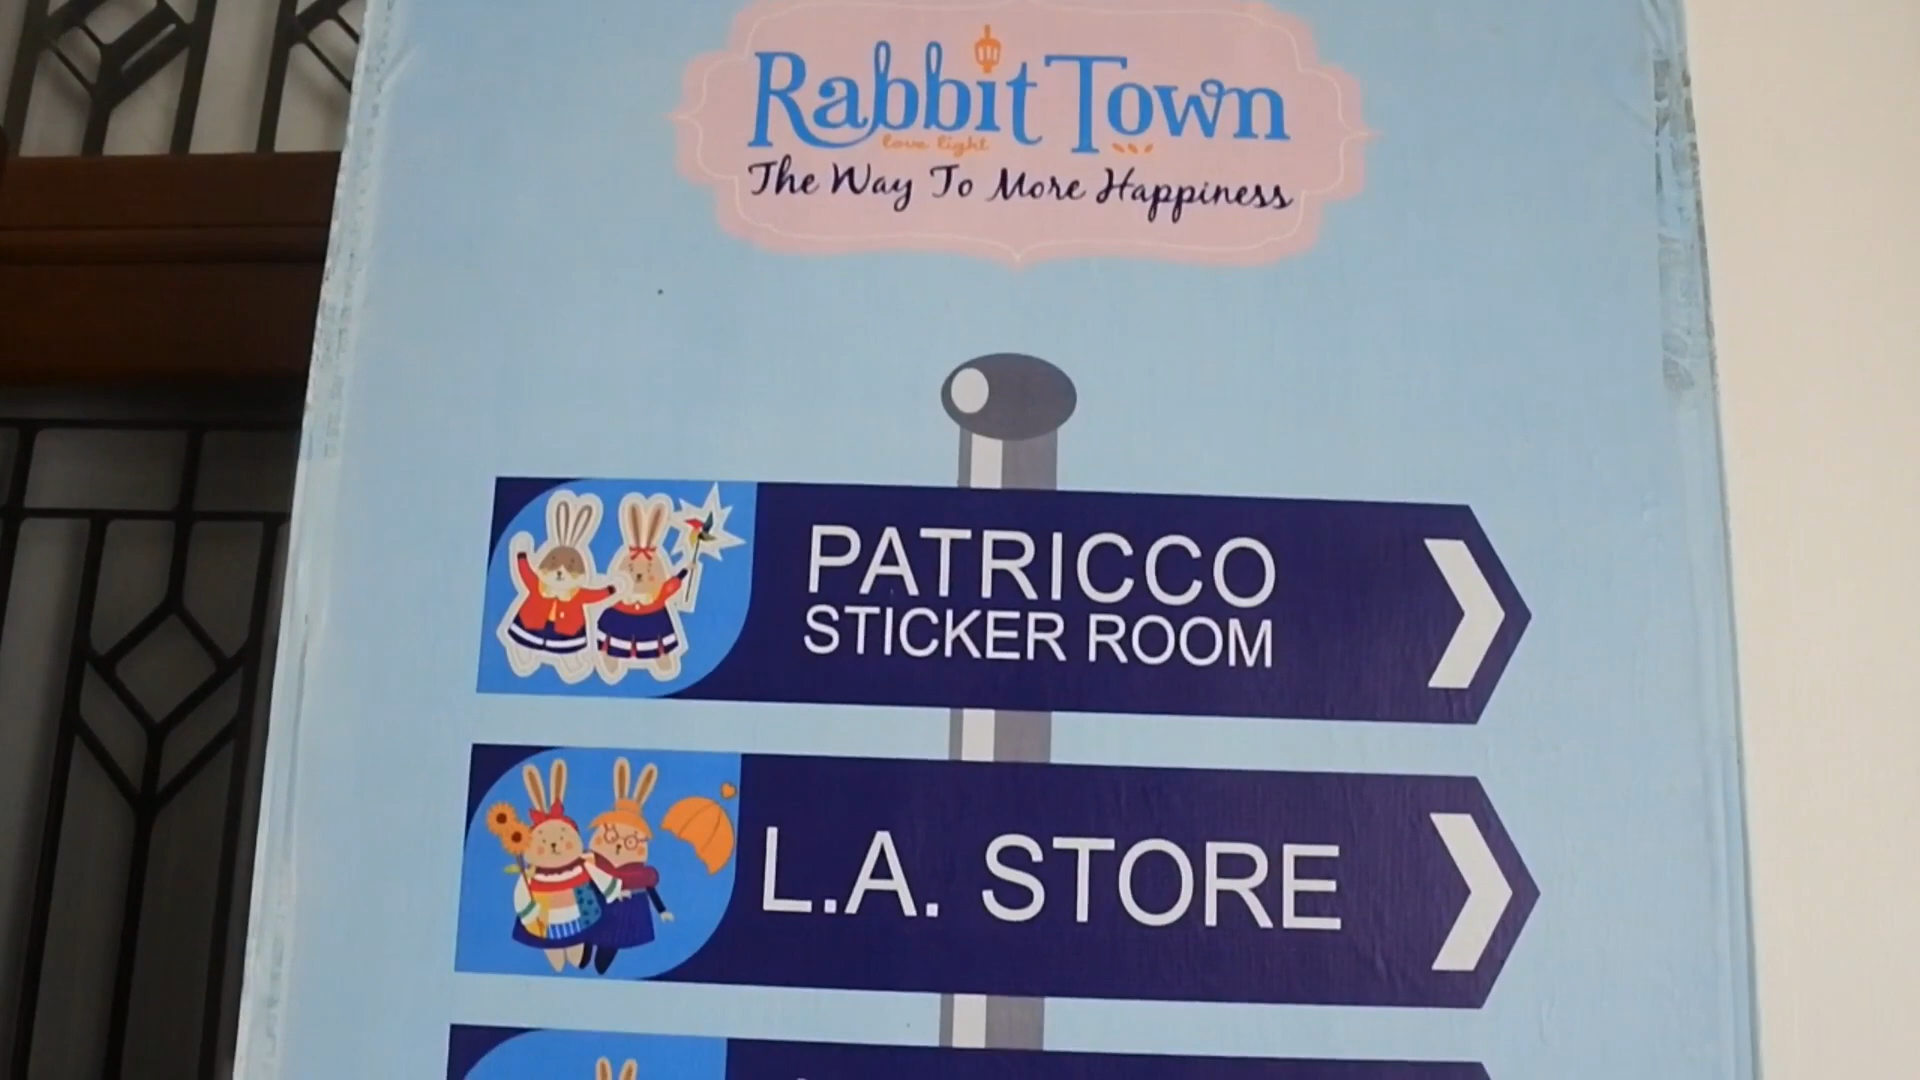 Rabbit Town
love light
The Way To More Happiness
PATRICCO
STICKER ROOM
L.A. STORE